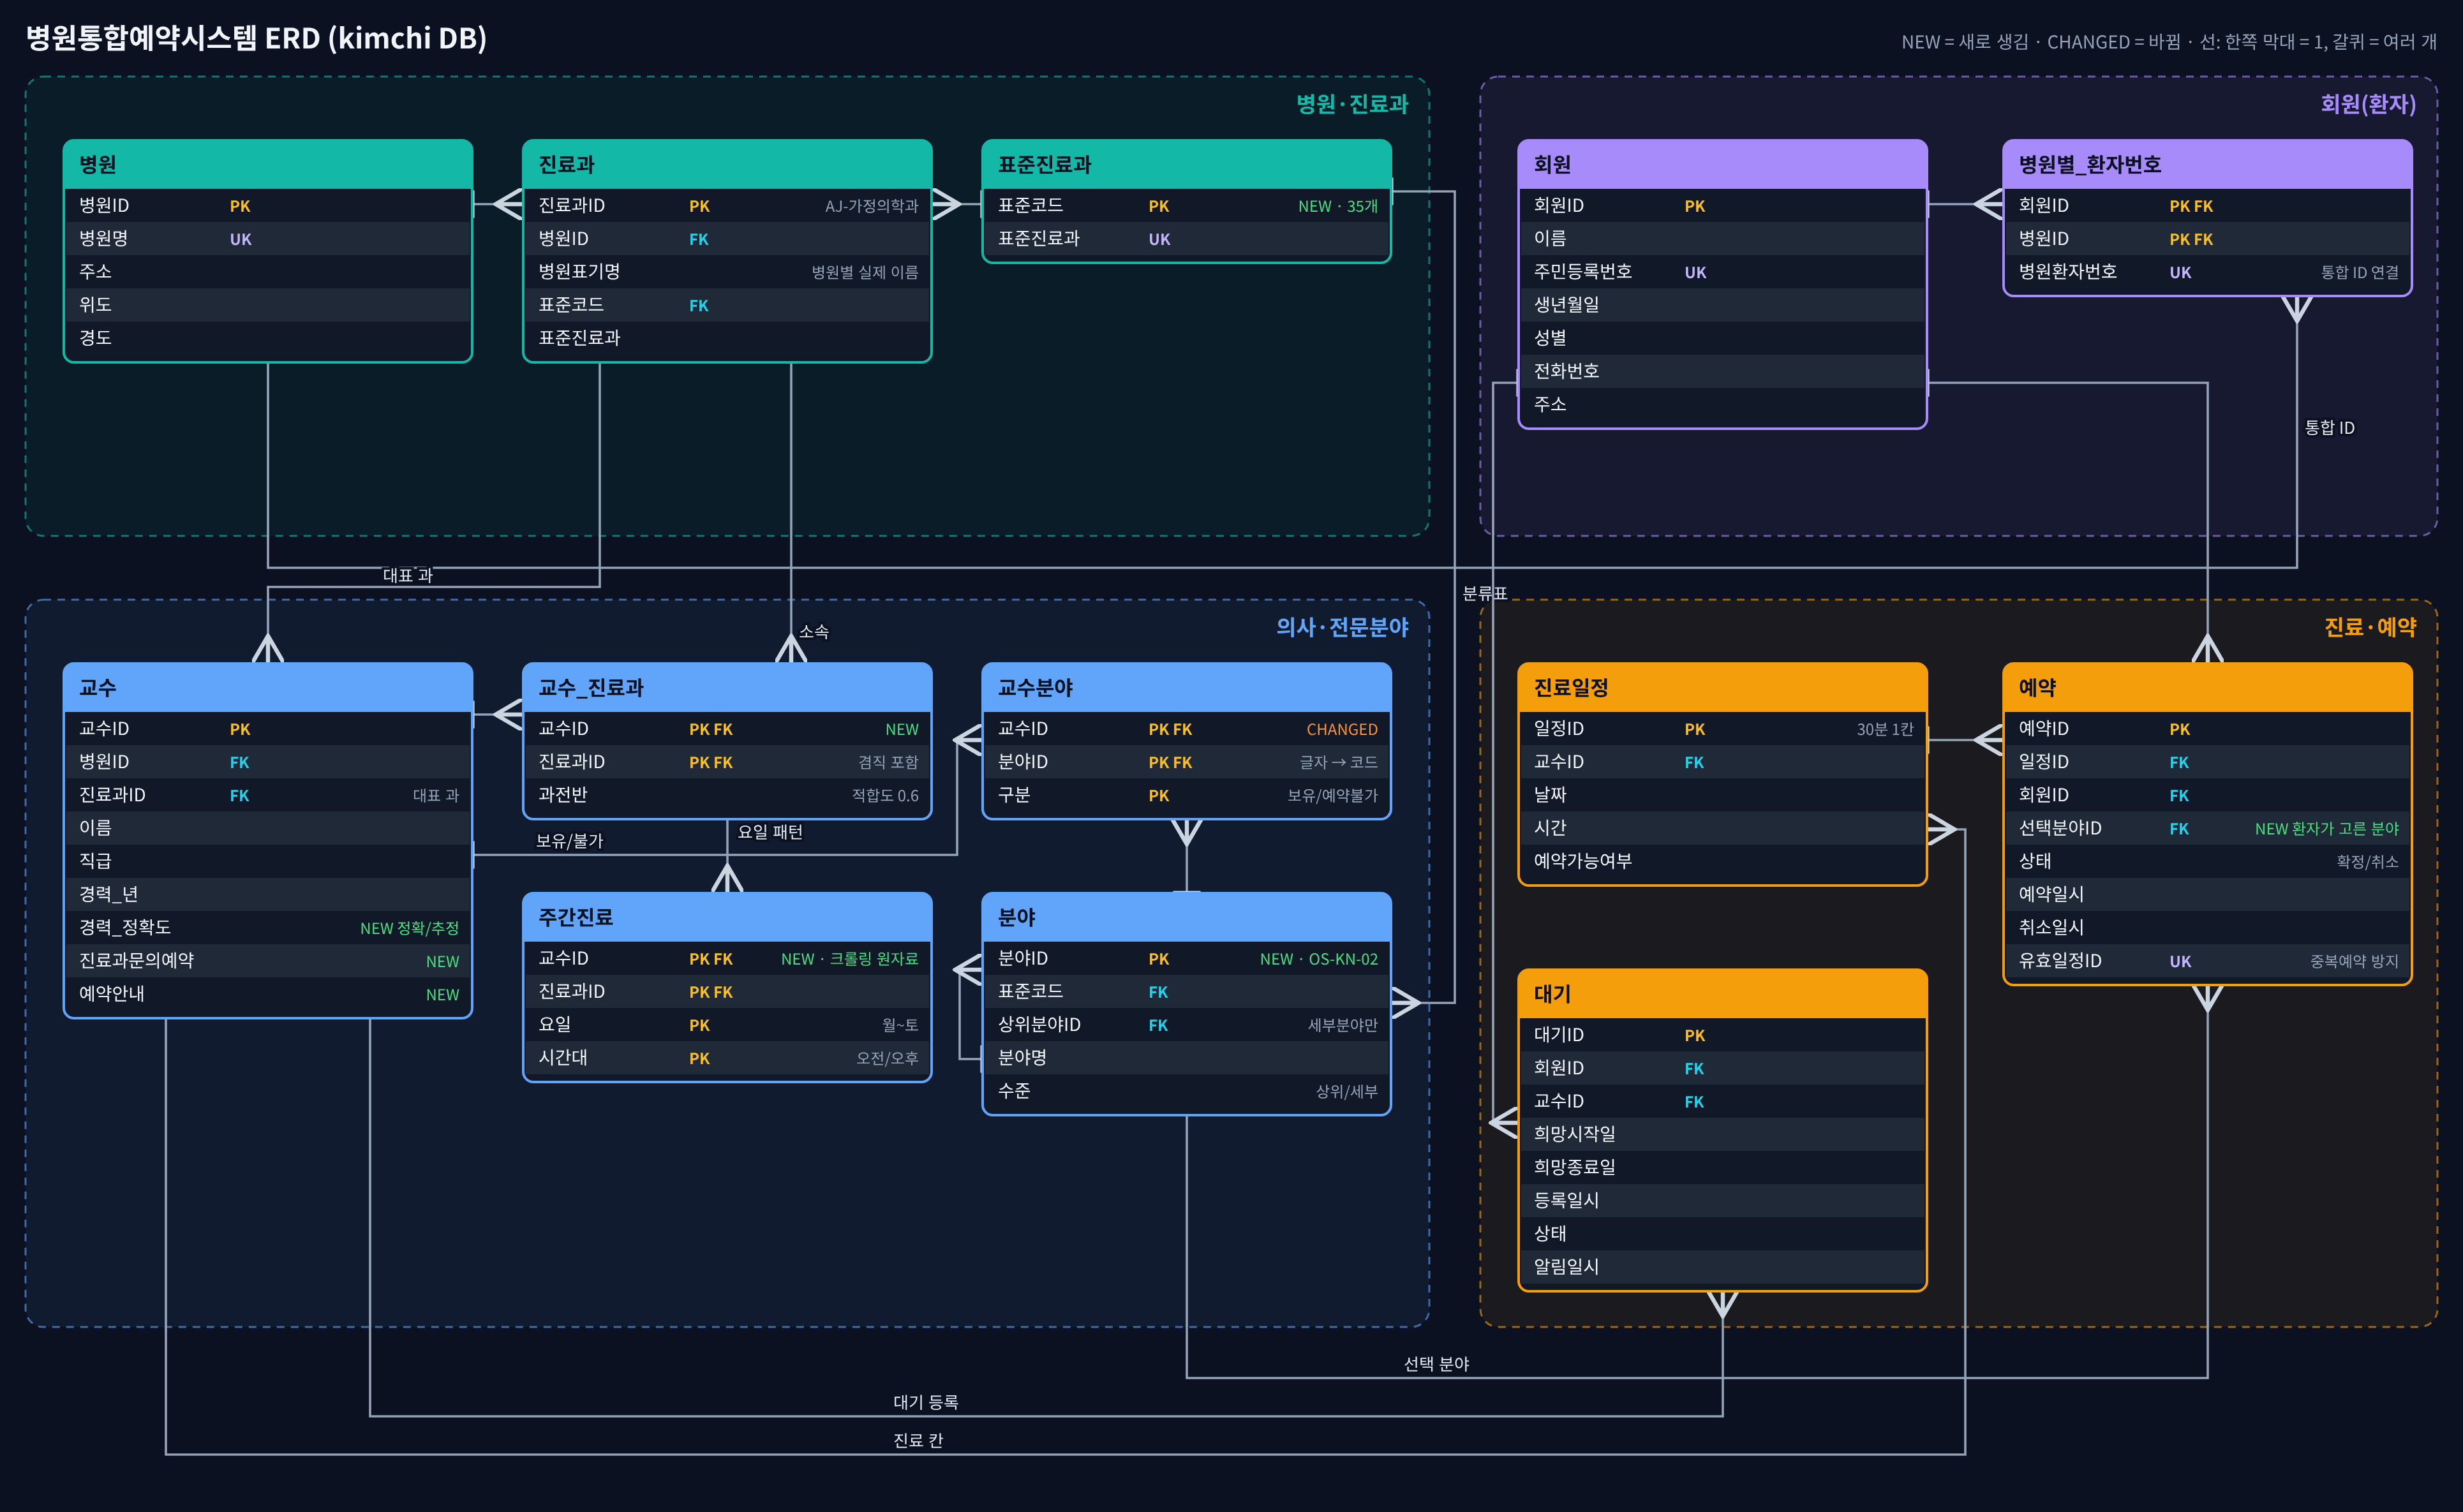 병원통합예약시스템 ERD (kimchi DB)
NEW = 새로 생김 · CHANGED = 바뀜 · 선: 한쪽 막대 = 1, 갈퀴 = 여러 개
병원·진료과
병원
병원ID PK
병원명 UK
주소
위도
경도
진료과
진료과ID PK AJ-가정의학과
병원ID FK
병원표기명 병원별 실제 이름
표준코드 FK
표준진료과
표준진료과
표준코드 PK NEW · 35개
표준진료과 UK
회원(환자)
회원
회원ID PK
이름
주민등록번호 UK
생년월일
성별
전화번호
주소
병원별_환자번호
회원ID PK FK
병원ID PK FK
병원환자번호 UK 통합 ID 연결
통합 ID
대표 과
소속
분류표
의사·전문분야
교수
교수ID PK
병원ID FK
진료과ID FK 대표 과
이름
직급
경력_년
경력_정확도 NEW 정확/추정
진료과문의예약 NEW
예약안내 NEW
교수_진료과
교수ID PK FK NEW
진료과ID PK FK 겸직 포함
과전반 적합도 0.6
보유/불가
요일 패턴
교수분야
교수ID PK FK CHANGED
분야ID PK FK 글자 → 코드
구분 PK 보유/예약불가
주간진료
교수ID PK FK NEW · 크롤링 원자료
진료과ID PK FK
요일 PK 월~토
시간대 PK 오전/오후
분야
분야ID PK NEW · OS-KN-02
표준코드 FK
상위분야ID FK 세부분야만
분야명
수준 상위/세부
진료·예약
진료일정
일정ID PK 30분 1칸
교수ID FK
날짜
시간
예약가능여부
예약
예약ID PK
일정ID FK
회원ID FK
선택분야ID FK NEW 환자가 고른 분야
상태 확정/취소
예약일시
취소일시
유효일정ID UK 중복예약 방지
대기
대기ID PK
회원ID FK
교수ID FK
희망시작일
희망종료일
등록일시
상태
알림일시
선택 분야
대기 등록
진료 칸